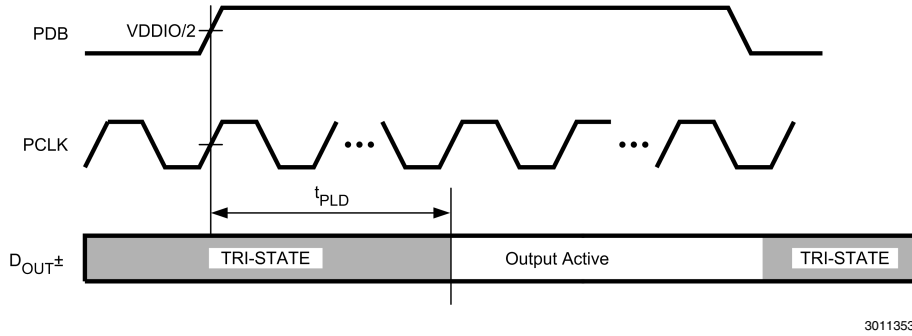 PDB
VDDIO/2
PCLK
tPLD
DOUT±
TRI-STATE
Output Active
TRI-STATE
3011353